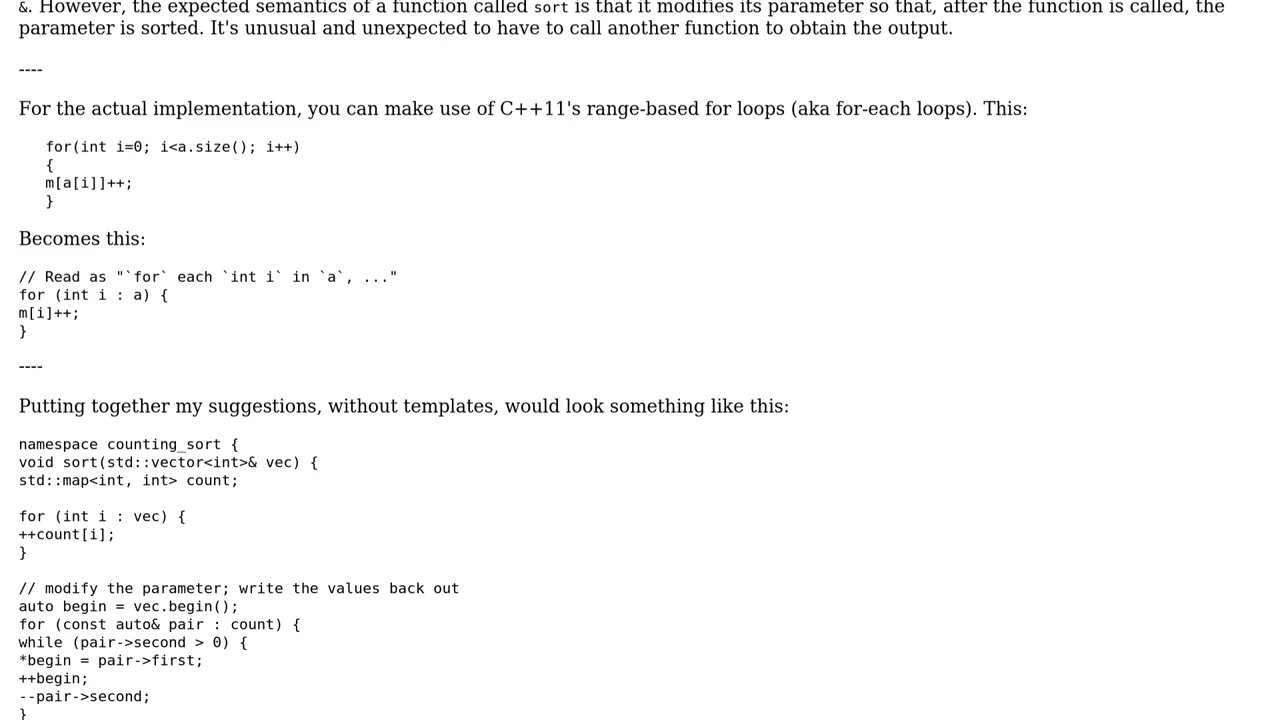 &. However, the expected semantics of a function called sort is that it modifies its parameter so that, after the function is called, the
parameter is sorted. It's unusual and unexpected to have to call another function to obtain the output.
----
For the actual implementation, you can make use of C++11's range-based for loops (aka for-each loops). This:
for(int i=0; i<a.size(); i++)
{
m[a[i]]++;
}
Becomes this:
// Read as "`for` each `int i` in `a`, ..."
for (int i : a) {
m[i]++;
}
----
Putting together my suggestions, without templates, would look something like this:
namespace counting_sort {
void sort(std::vector<int>& vec) {
std::map<int, int> count;
for (int i : vec) {
++count[i];
}
// modify the parameter; write the values back out
auto begin = vec.begin();
for (const auto& pair : count) {
while (pair->second > 0) {
*begin = pair->first;
++begin;
--pair->second;
}